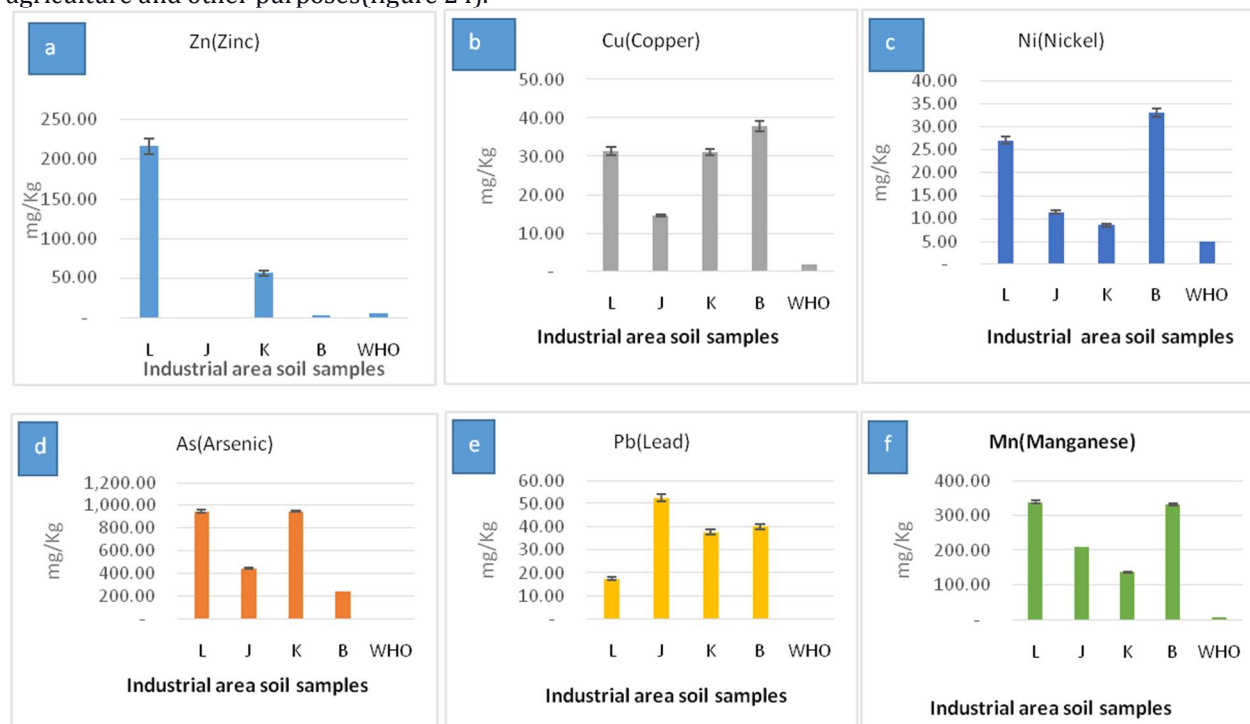 agriculture and other purposes(figure 24).
a
Zn(Zinc)
mg/Kg
250.00
200.00
150.00
100.00
50.00
-
L J K B WHO
Industrial area soil samples
b
Cu(Copper)
mg/Kg
50.00
40.00
30.00
20.00
10.00
-
L J K B WHO
Industrial area soil samples
c
Ni(Nickel)
mg/Kg
40.00
35.00
30.00
25.00
20.00
15.00
10.00
5.00
-
L J K B WHO
Industrial area soil samples
d
As(Arsenic)
mg/Kg
1,200.00
1,000.00
800.00
600.00
400.00
200.00
-
L J K B WHO
Industrial area soil samples
e
Pb(Lead)
mg/Kg
60.00
50.00
40.00
30.00
20.00
10.00
-
L J K B WHO
Industrial area soil samples
f
Mn(Manganese)
mg/Kg
400.00
300.00
200.00
100.00
-
L J K B WHO
Industrial area soil samples